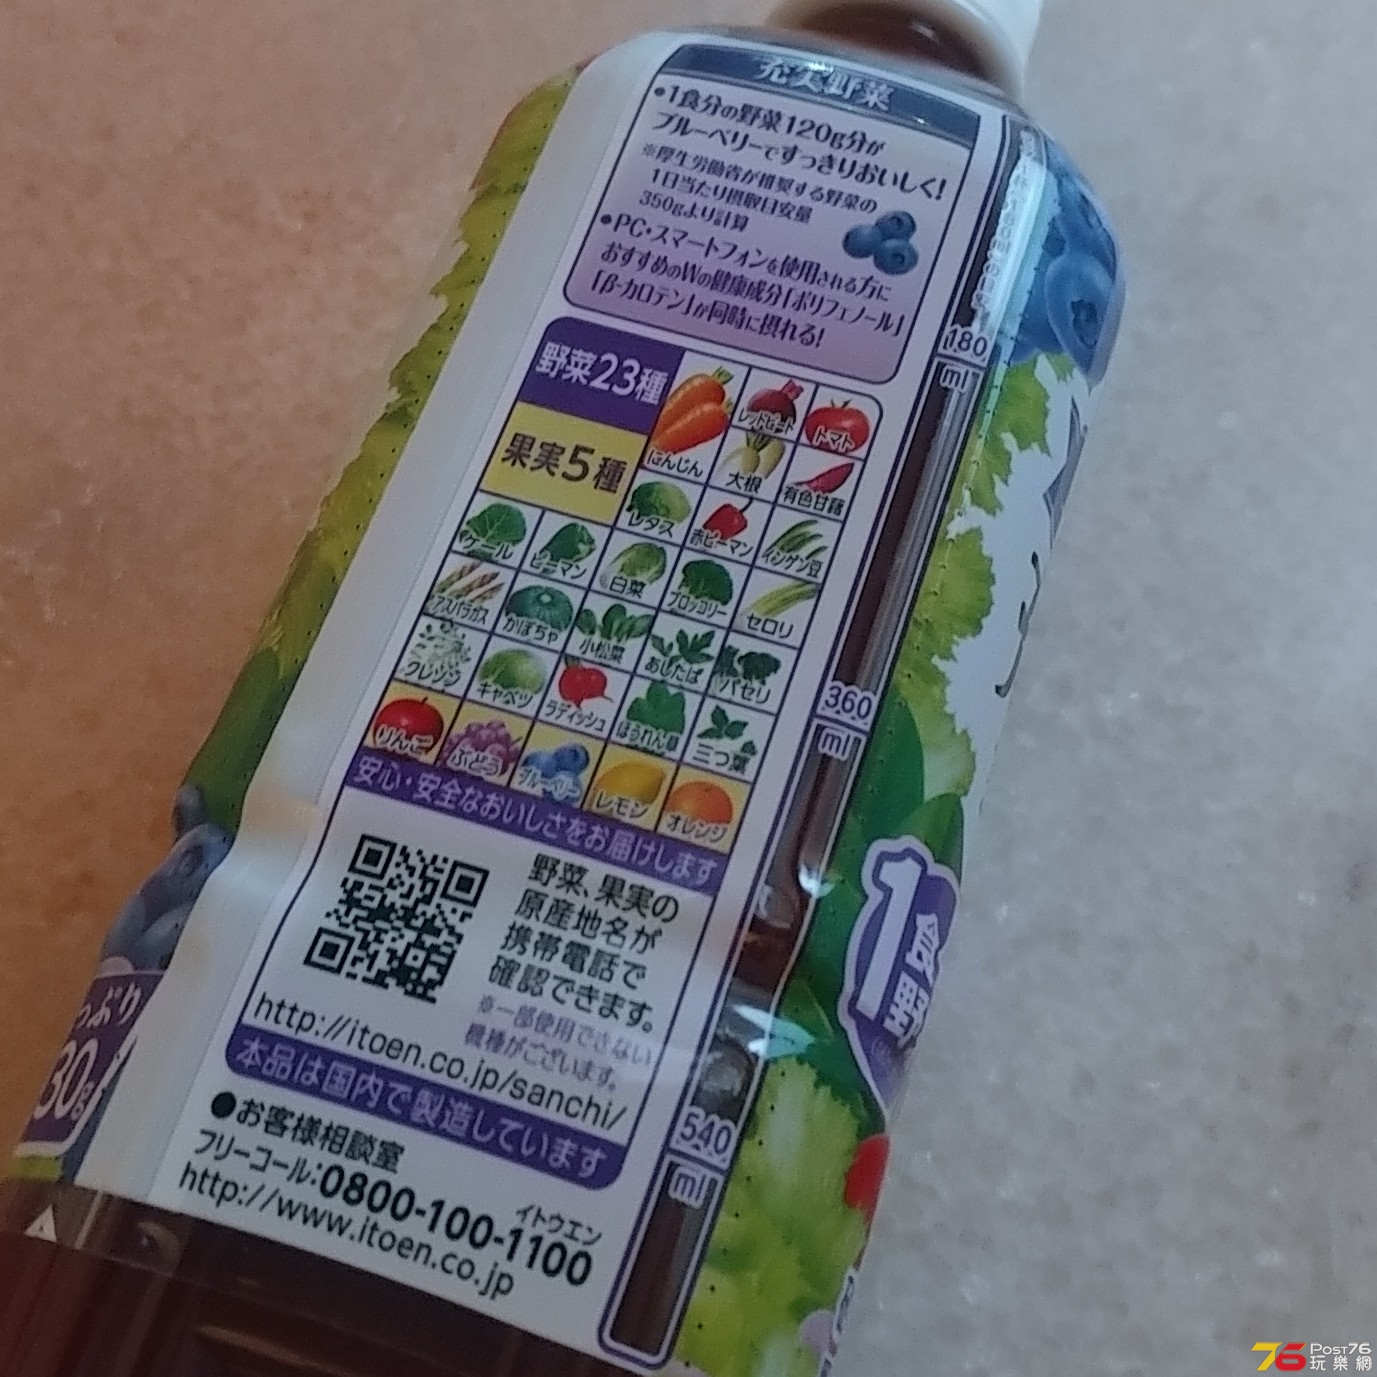 充実野菜
●1食分の野菜120g分が
ブルーベリーですっきりおいしく!
※厚生労働省が推奨する野菜の
1日当たり摂取目安量
350gより計算
●PC・スマートフォンを使用される方に
おすすめのWの健康成分「ポリフェノール」
「β-カロテン」が同時に摂れる!
野菜23種
果実5種
にんじん
レッドビート
トマト
大根
有色甘藷
レタス
赤ピーマン
インゲン豆
ケール
ピーマン
白菜
ブロッコリー
セロリ
アスパラガス
かぼちゃ
小松菜
あしたば
パセリ
クレソン
キャベツ
ラディッシュ
ほうれん草
三つ葉
りんご
ぶどう
ブルーベリー
レモン
オレンジ
安心・安全なおいしさをお届けします
野菜、果実の
原産地名が
携帯電話で
確認できます。
※一部使用できない
機種がございます。
http://itoen.co.jp/sanchi/
本品は国内で製造しています
●お客様相談室
フリーコール:0800-100-1100
イトウエン
http://www.itoen.co.jp
180
ml
360
ml
540
ml
1食
野
っぷり
30g
Post76
玩樂網